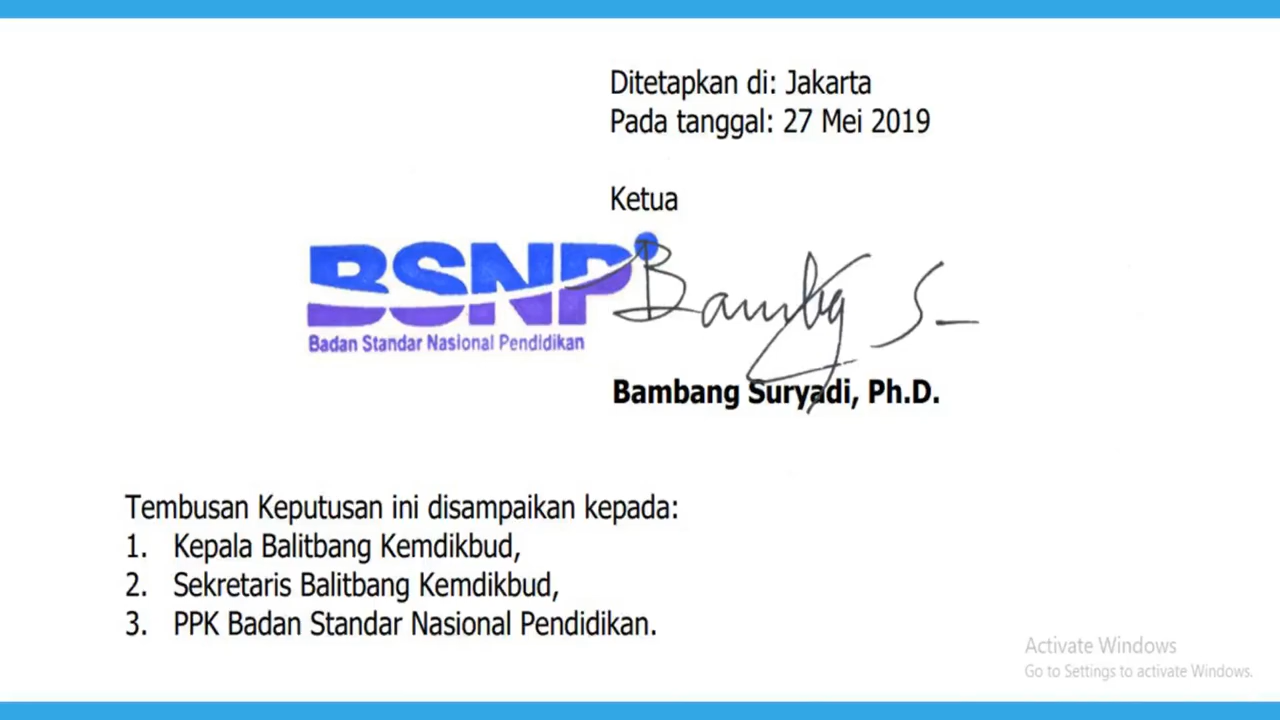 Ditetapkan di: Jakarta
Pada tanggal: 27 Mei 2019
Ketua
BSNP
Badan Standar Nasional Pendidikan
Bambang S
Bambang Suryadi, Ph.D.
Tembusan Keputusan ini disampaikan kepada:
1. Kepala Balitbang Kemdikbud,
2. Sekretaris Balitbang Kemdikbud,
3. PPK Badan Standar Nasional Pendidikan.
Activate Windows
Go to Settings to activate Windows.